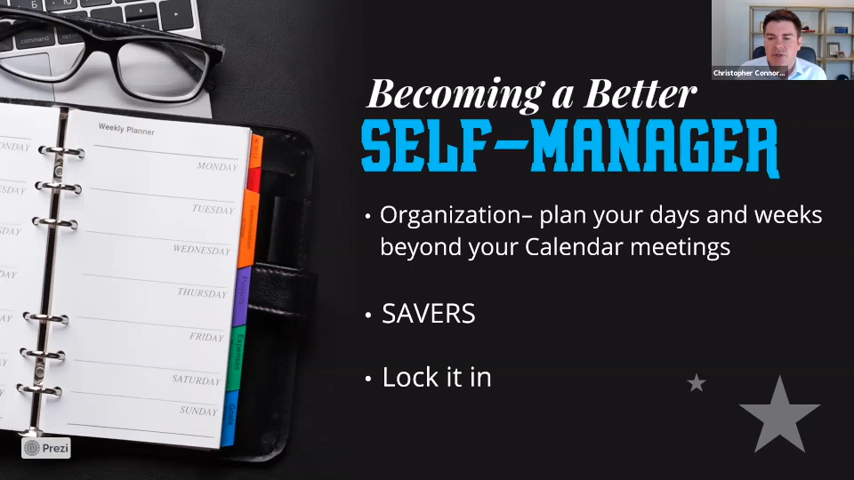 Christopher Connor...
Becoming a Better
SELF-MANAGER
• Organization– plan your days and weeks
beyond your Calendar meetings
• SAVERS
• Lock it in
Weekly Planner
MONDAY
TUESDAY
WEDNESDAY
THURSDAY
FRIDAY
SATURDAY
SUNDAY
Prezi